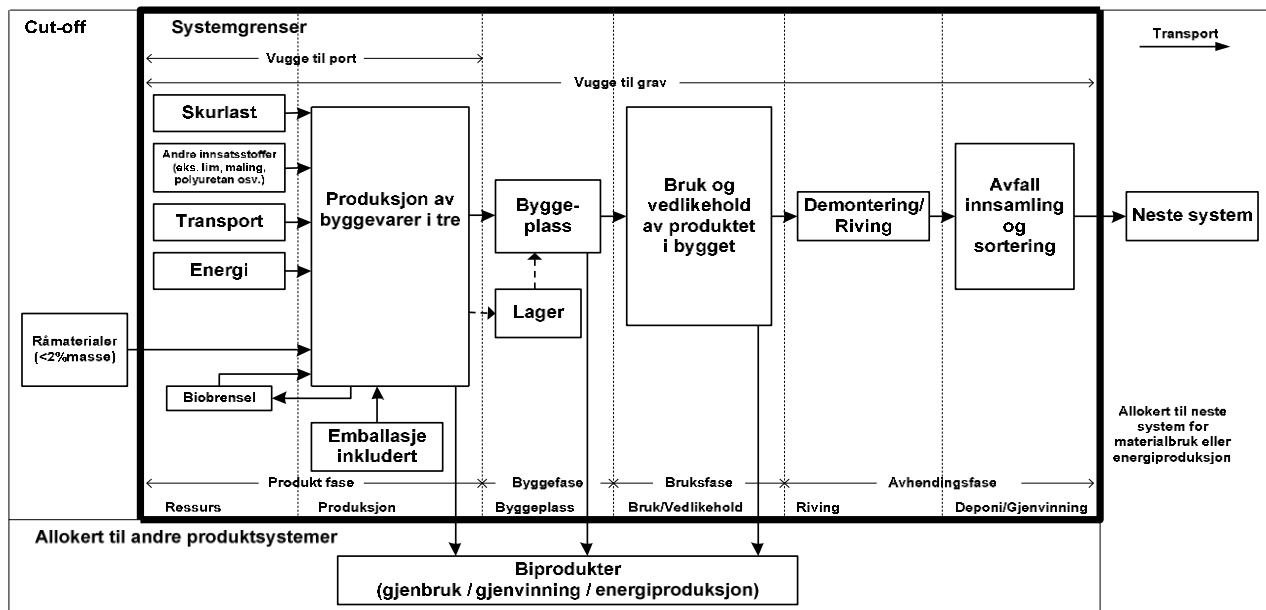 Cut-off
Systemgrenser
Transport
Vugge til port
Vugge til grav
Skurlast
Andre innsatsstoffer
(eks. lim, maling,
polyuretan osv.)
Transport
Energi
Råmaterialer
(<2%masse)
Biobrensel
Produksjon av
byggevarer i tre
Emballasje
inkludert
Bygge-
plass
Lager
Bruk og
vedlikehold
av produktet
i bygget
Demontering/
Riving
Avfall
innsamling
og
sortering
Neste system
Allokert til neste
system for
materialbruk eller
energiproduksjon
Produkt fase
Byggefase
Bruksfase
Avhendingsfase
Ressurs
Produksjon
Byggeplass
Bruk/Vedlikehold
Riving
Deponi/Gjenvinning
Allokert til andre produktsystemer
Biprodukter
(gjenbruk / gjenvinning / energiproduksjon)